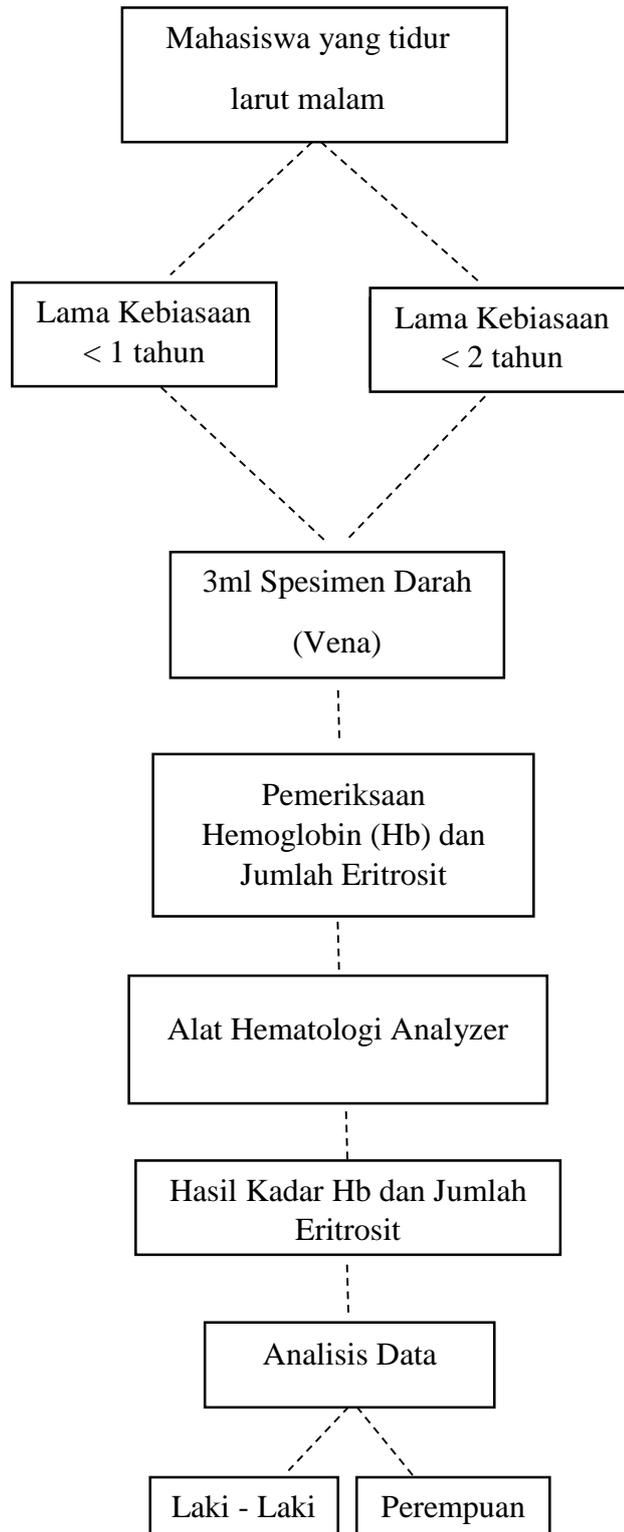 Mahasiswa yang tidur
larut malam
Lama Kebiasaan
< 1 tahun
Lama Kebiasaan
< 2 tahun
3ml Spesimen Darah
(Vena)
Pemeriksaan
Hemoglobin (Hb) dan
Jumlah Eritrosit
Alat Hematologi Analyzer
Hasil Kadar Hb dan Jumlah
Eritrosit
Analisis Data
Laki - Laki
Perempuan